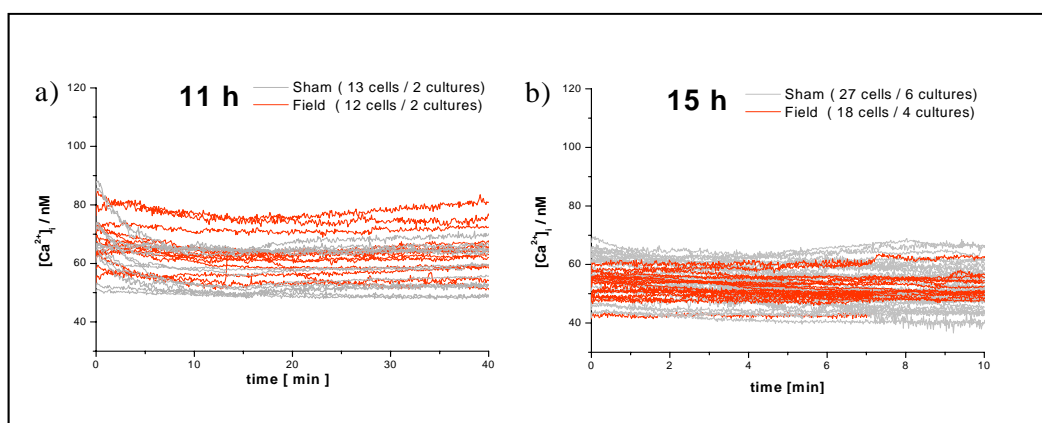 a)
11 h
Sham ( 13 cells / 2 cultures)
Field ( 12 cells / 2 cultures)
120
100
80
60
40
[Ca2+]i / nM
0
10
20
30
40
time [ min ]
b)
15 h
Sham ( 27 cells / 6 cultures)
Field ( 18 cells / 4 cultures)
120
100
80
60
40
[Ca2+]i / nM
0
2
4
6
8
10
time [min]